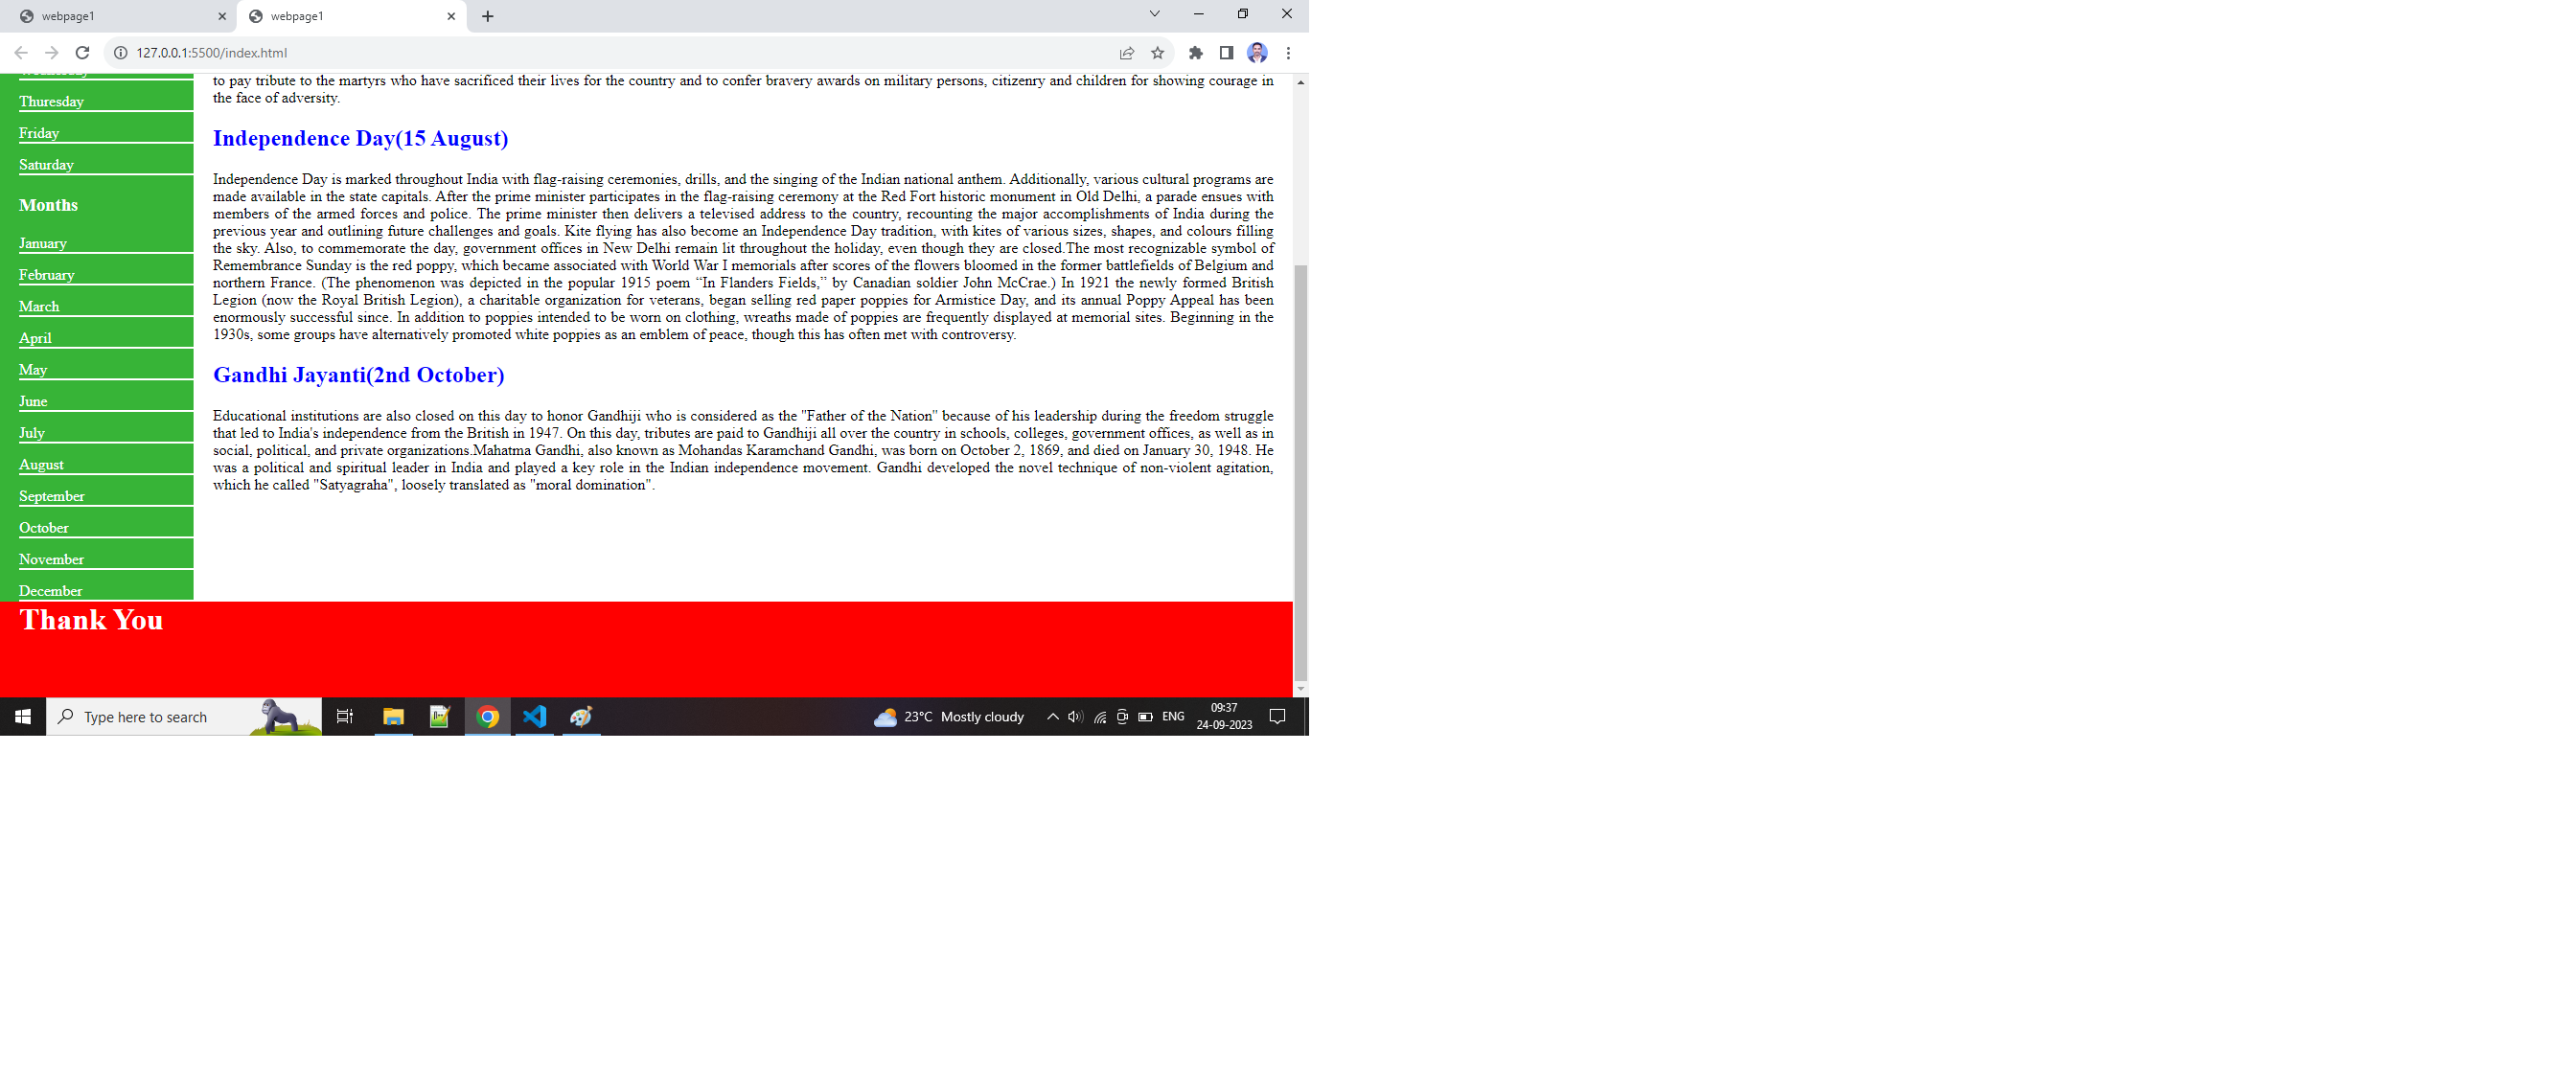 webpage1
webpage1
127.0.0.1:5500/index.html
Wednesday
Thuresday
Friday
Saturday
Months
January
February
March
April
May
June
July
August
September
October
November
December
to pay tribute to the martyrs who have sacrificed their lives for the country and to confer bravery awards on military persons, citizenry and children for showing courage in
the face of adversity.
Independence Day(15 August)
Independence Day is marked throughout India with flag-raising ceremonies, drills, and the singing of the Indian national anthem. Additionally, various cultural programs are
made available in the state capitals. After the prime minister participates in the flag-raising ceremony at the Red Fort historic monument in Old Delhi, a parade ensues with
members of the armed forces and police. The prime minister then delivers a televised address to the country, recounting the major accomplishments of India during the
previous year and outlining future challenges and goals. Kite flying has also become an Independence Day tradition, with kites of various sizes, shapes, and colours filling
the sky. Also, to commemorate the day, government offices in New Delhi remain lit throughout the holiday, even though they are closed.The most recognizable symbol of
Remembrance Sunday is the red poppy, which became associated with World War I memorials after scores of the flowers bloomed in the former battlefields of Belgium and
northern France. (The phenomenon was depicted in the popular 1915 poem “In Flanders Fields,” by Canadian soldier John McCrae.) In 1921 the newly formed British
Legion (now the Royal British Legion), a charitable organization for veterans, began selling red paper poppies for Armistice Day, and its annual Poppy Appeal has been
enormously successful since. In addition to poppies intended to be worn on clothing, wreaths made of poppies are frequently displayed at memorial sites. Beginning in the
1930s, some groups have alternatively promoted white poppies as an emblem of peace, though this has often met with controversy.
Gandhi Jayanti(2nd October)
Educational institutions are also closed on this day to honor Gandhiji who is considered as the "Father of the Nation" because of his leadership during the freedom struggle
that led to India's independence from the British in 1947. On this day, tributes are paid to Gandhiji all over the country in schools, colleges, government offices, as well as in
social, political, and private organizations.Mahatma Gandhi, also known as Mohandas Karamchand Gandhi, was born on October 2, 1869, and died on January 30, 1948. He
was a political and spiritual leader in India and played a key role in the Indian independence movement. Gandhi developed the novel technique of non-violent agitation,
which he called "Satyagraha", loosely translated as "moral domination".
Thank You
Type here to search
23°C Mostly cloudy
ENG
09:37
24-09-2023